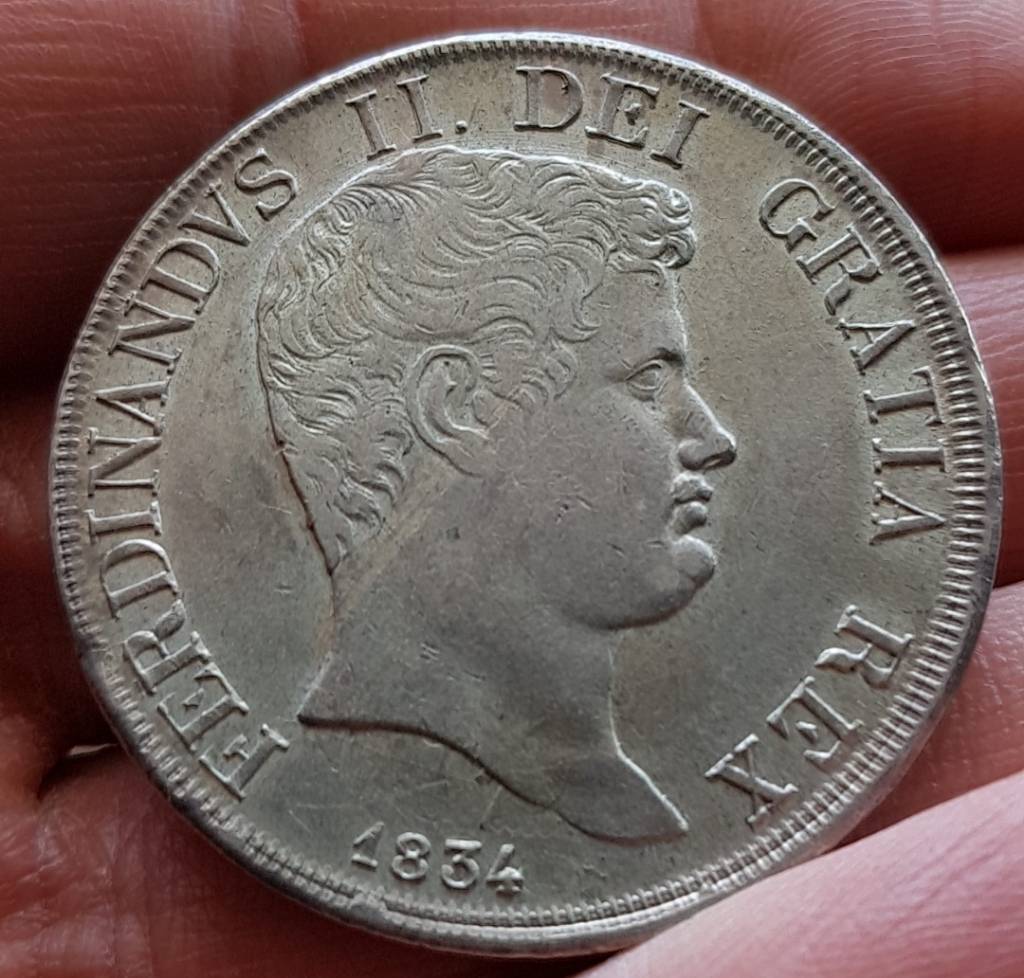 FERDINANDVS II. DEI GRATIA REX
1834